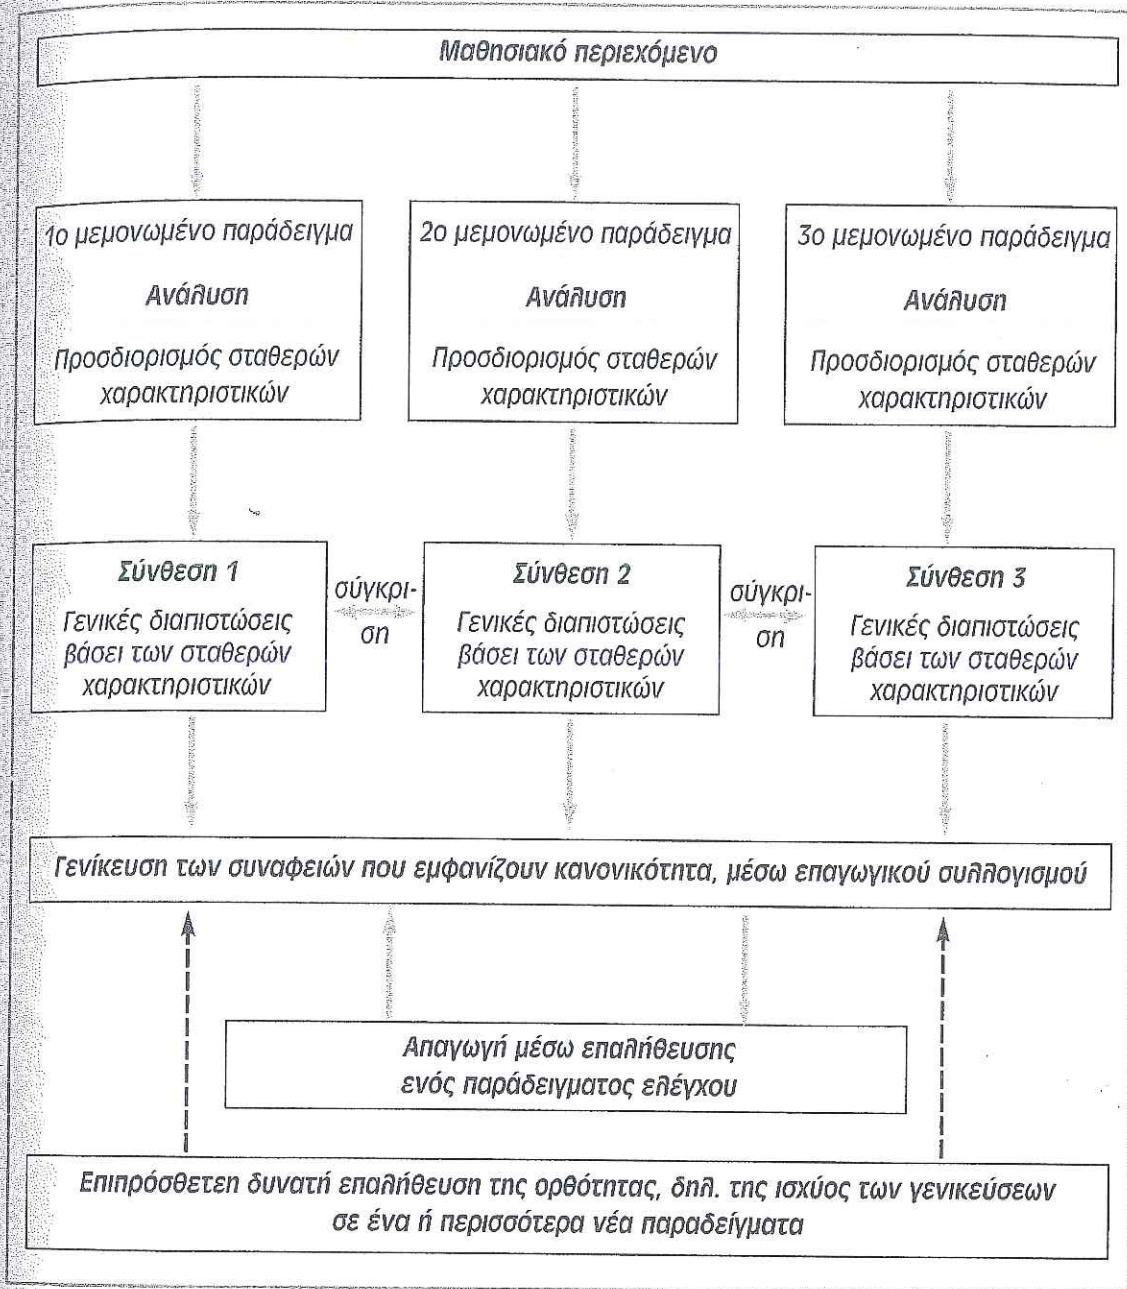 Μαθησιακό περιεχόμενο
1ο μεμονωμένο παράδειγμα
Ανάλυση
Προσδιορισμός σταθερών
χαρακτηριστικών
2ο μεμονωμένο παράδειγμα
Ανάλυση
Προσδιορισμός σταθερών
χαρακτηριστικών
3ο μεμονωμένο παράδειγμα
Ανάλυση
Προσδιορισμός σταθερών
χαρακτηριστικών
Σύνθεση 1
Γενικές διαπιστώσεις
βάσει των σταθερών
χαρακτηριστικών
σύγκρι-
ση
Σύνθεση 2
Γενικές διαπιστώσεις
βάσει των σταθερών
χαρακτηριστικών
σύγκρι-
ση
Σύνθεση 3
Γενικές διαπιστώσεις
βάσει των σταθερών
χαρακτηριστικών
Γενίκευση των συναφειών που εμφανίζουν κανονικότητα, μέσω επαγωγικού συλλογισμού
Απαγωγή μέσω επαλήθευσης
ενός παράδειγματος ελέγχου
Επιπρόσθετεη δυνατή επαλήθευση της ορθότητας, δηλ. της ισχύος των γενικεύσεων
σε ένα ή περισσότερα νέα παραδείγματα